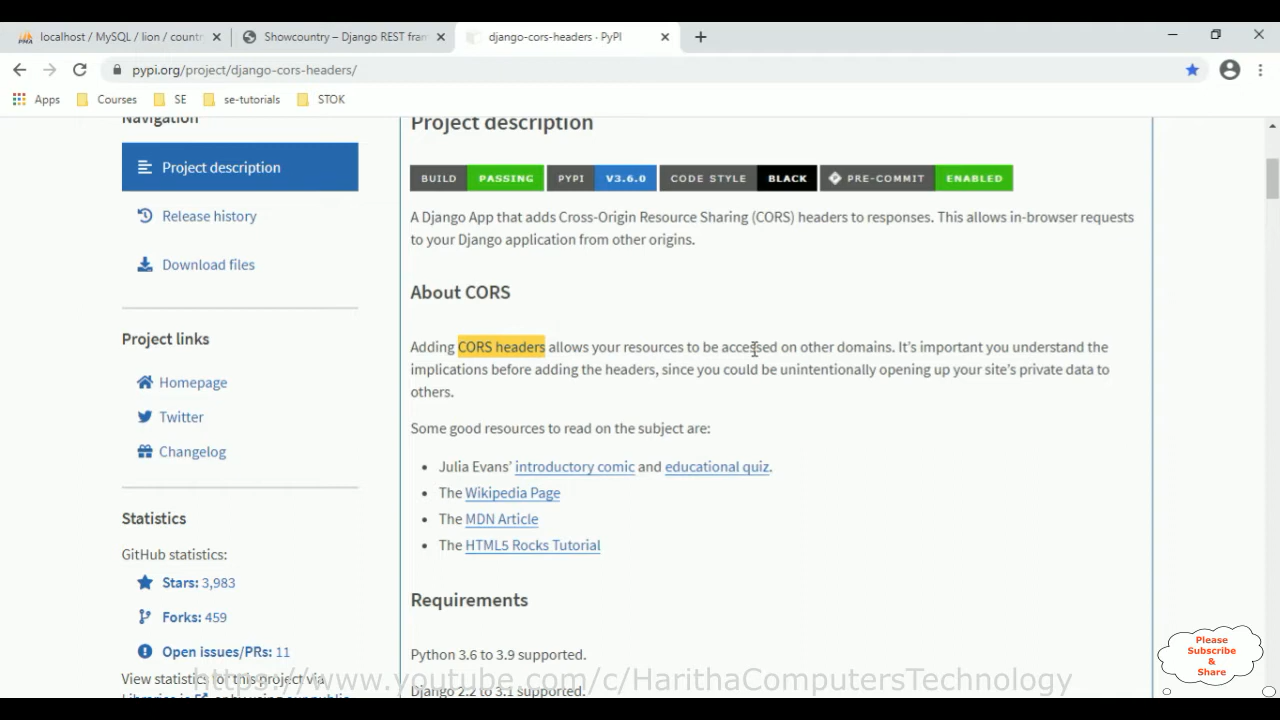 localhost / MySQL / lion / countr
Showcountry – Django REST fram
django-cors-headers · PyPI
pypi.org/project/django-cors-headers/
Apps
Courses
SE
se-tutorials
STOK
Navigation
Project description
Release history
Download files
Project links
Homepage
Twitter
Changelog
Statistics
GitHub statistics:
Stars: 3,983
Forks: 459
Open issues/PRs: 11
View statistics for this project via
Project description
BUILD PASSING PYPI V3.6.0 CODE STYLE BLACK PRE-COMMIT ENABLED
A Django App that adds Cross-Origin Resource Sharing (CORS) headers to responses. This allows in-browser requests
to your Django application from other origins.
About CORS
Adding CORS headers allows your resources to be accessed on other domains. It’s important you understand the
implications before adding the headers, since you could be unintentionally opening up your site’s private data to
others.
Some good resources to read on the subject are:
• Julia Evans’ introductory comic and educational quiz.
• The Wikipedia Page
• The MDN Article
• The HTML5 Rocks Tutorial
Requirements
Python 3.6 to 3.9 supported.
Django 2.2 to 3.1 supported.
https://www.youtube.com/c/HarithaComputersTechnology
Please
Subscribe
&
Share